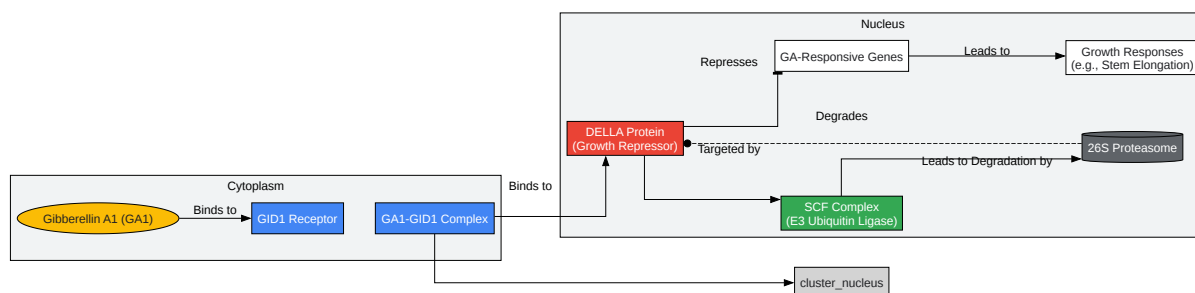 Nucleus
GA-Responsive Genes
Leads to
Growth Responses
(e.g., Stem Elongation)
Represses
Degrades
DELLA Protein
(Growth Repressor)
Targeted by
26S Proteasome
Leads to Degradation by
Cytoplasm
Binds to
Gibberellin A1 (GA1)
Binds to
GID1 Receptor
GA1-GID1 Complex
SCF Complex
(E3 Ubiquitin Ligase)
cluster_nucleus